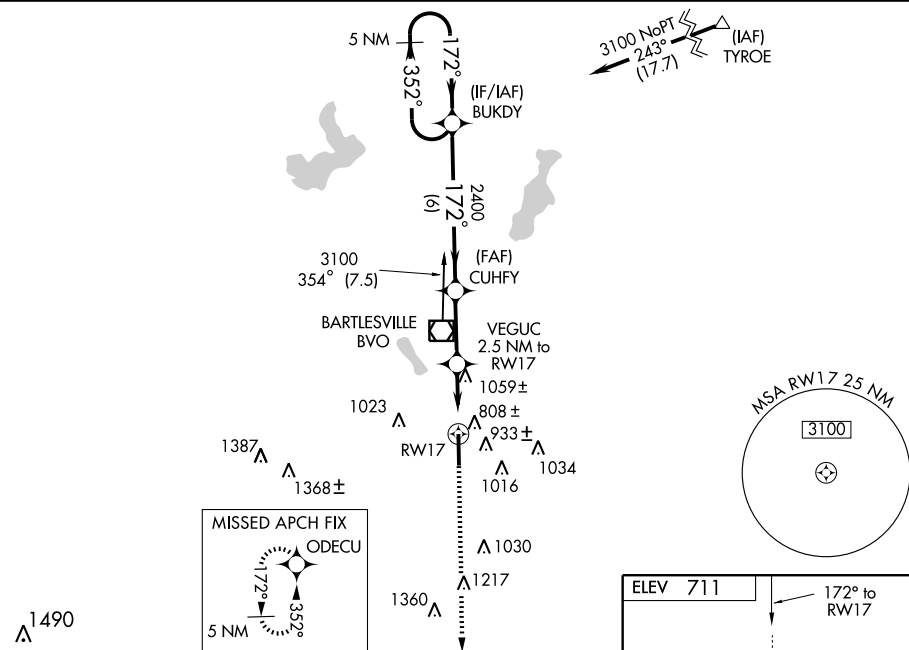 5 NM
172°
352°
(IF/IAF)
BUKDY
3100 NoPT
243°
(17.7)
(IAF)
TYROE
2400
172°
(6)
3100
354° (7.5)
(FAF)
CUHFY
BARTLESVILLE
BVO
VEGUC
2.5 NM to
RW17
1059±
1023
808 ±
933±
RW17
1034
1016
1387
1368±
MSA RW17 25 NM
3100
MISSED APCH FIX
ODECU
172°
352°
5 NM
1030
1217
1360
1490
ELEV 711
172° to
RW17